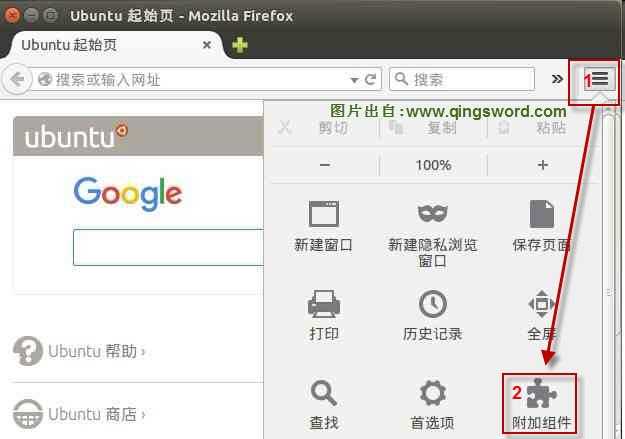 Ubuntu 起始页 - Mozilla Firefox
Ubuntu 起始页
搜索或输入网址
搜索
1
图片出自:www.qingsword.com
剪切
复制
粘贴
ubuntu
100%
Google
新建窗口
新建隐私浏览
窗口
保存页面
打印
历史记录
全屏
Ubuntu 帮助 ›
2
查找
首选项
附加组件
Ubuntu 商店 ›